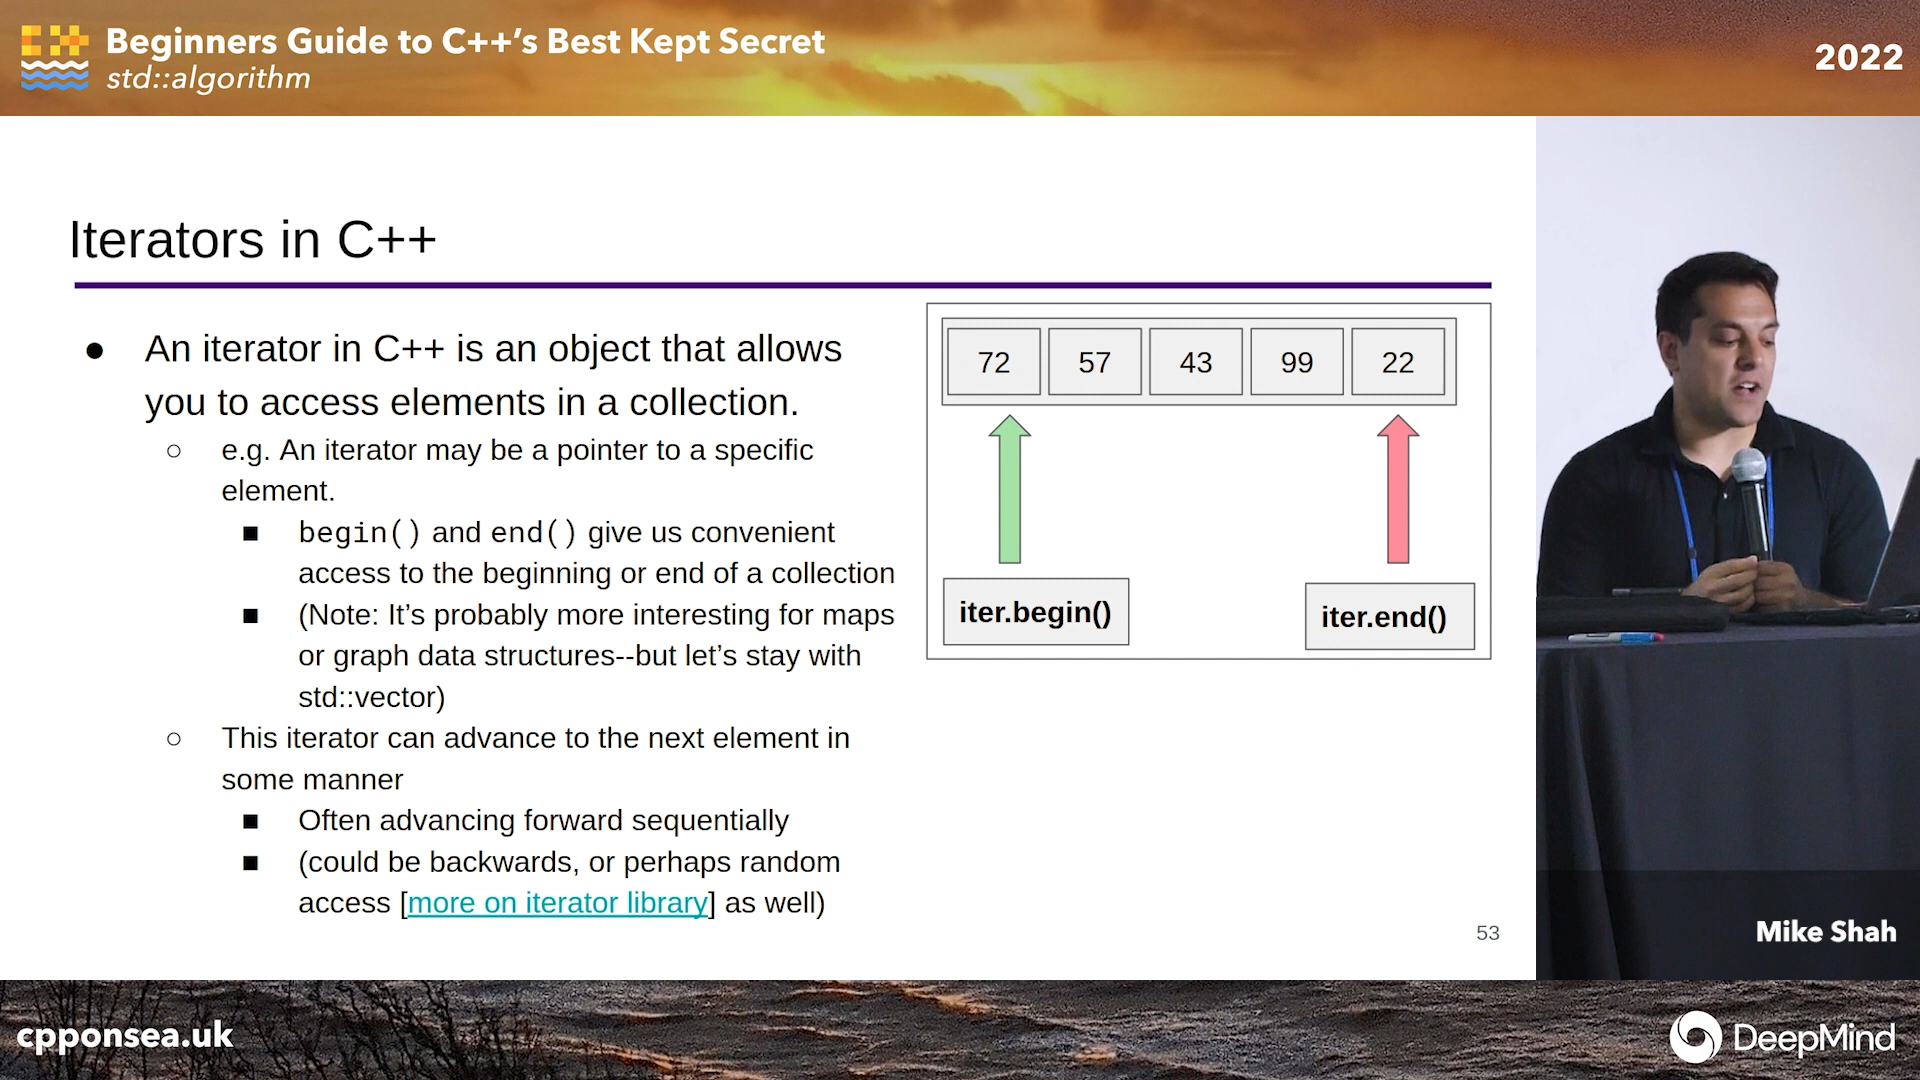 Beginners Guide to C++’s Best Kept Secret
std::algorithm
2022
Iterators in C++
● An iterator in C++ is an object that allows
you to access elements in a collection.
○ e.g. An iterator may be a pointer to a specific
element.
■ begin() and end() give us convenient
access to the beginning or end of a collection
■ (Note: It’s probably more interesting for maps
or graph data structures--but let’s stay with
std::vector)
○ This iterator can advance to the next element in
some manner
■ Often advancing forward sequentially
■ (could be backwards, or perhaps random
access [more on iterator library] as well)
72 57 43 99 22
iter.begin() iter.end()
53
Mike Shah
cpponsea.uk
DeepMind